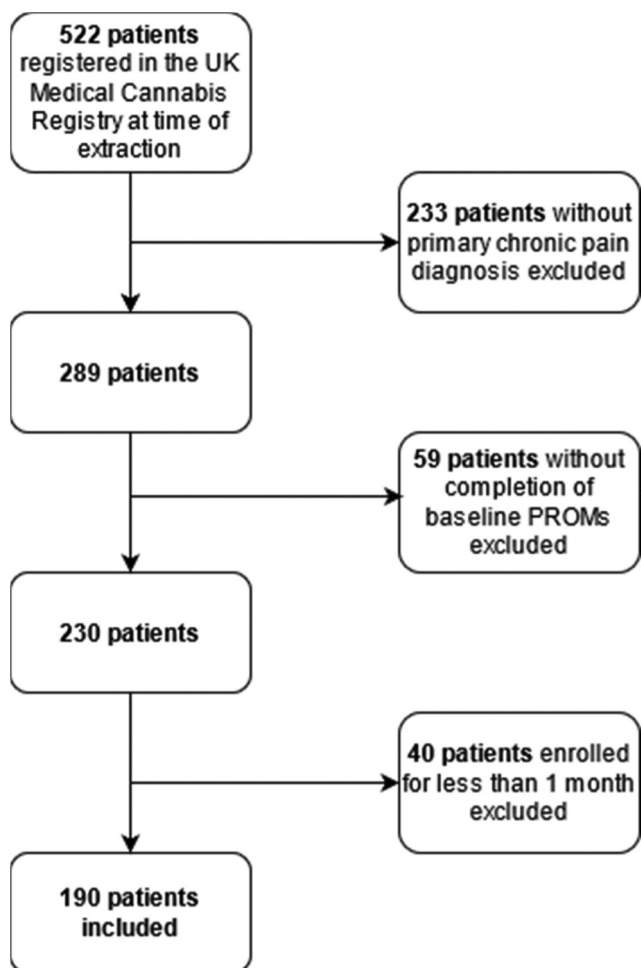 522 patients
registered in the UK
Medical Cannabis
Registry at time of
extraction
233 patients without
primary chronic pain
diagnosis excluded
289 patients
59 patients without
completion of
baseline PROMs
excluded
230 patients
40 patients enrolled
for less than 1 month
excluded
190 patients
included